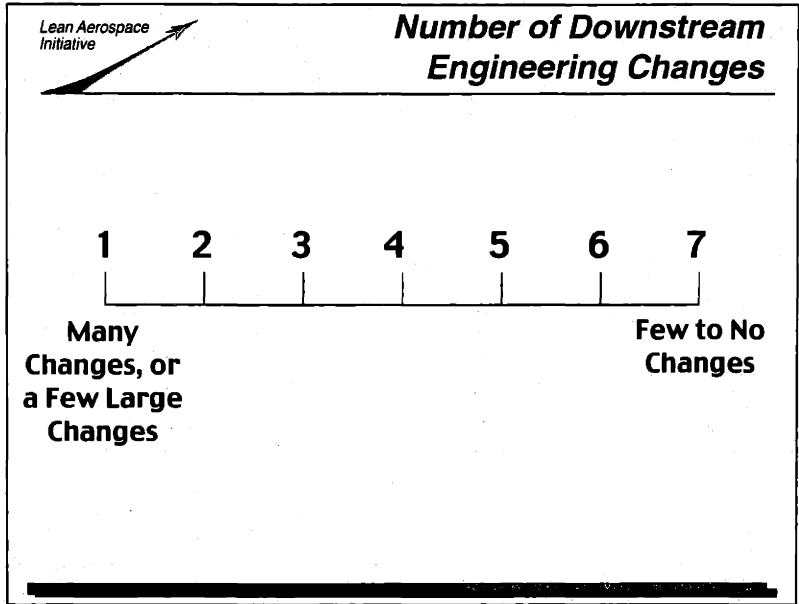 Lean Aerospace
Initiative
Number of Downstream
Engineering Changes
1 2 3 4 5 6 7
Many
Changes, or
a Few Large
Changes
Few to No
Changes